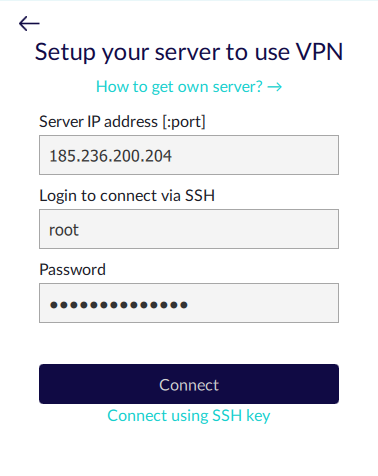 ←
Setup your server to use VPN
How to get own server? →
Server IP address [:port]
185.236.200.204
Login to connect via SSH
root
Password
●●●●●●●●●●●●●●
Connect
Connect using SSH key